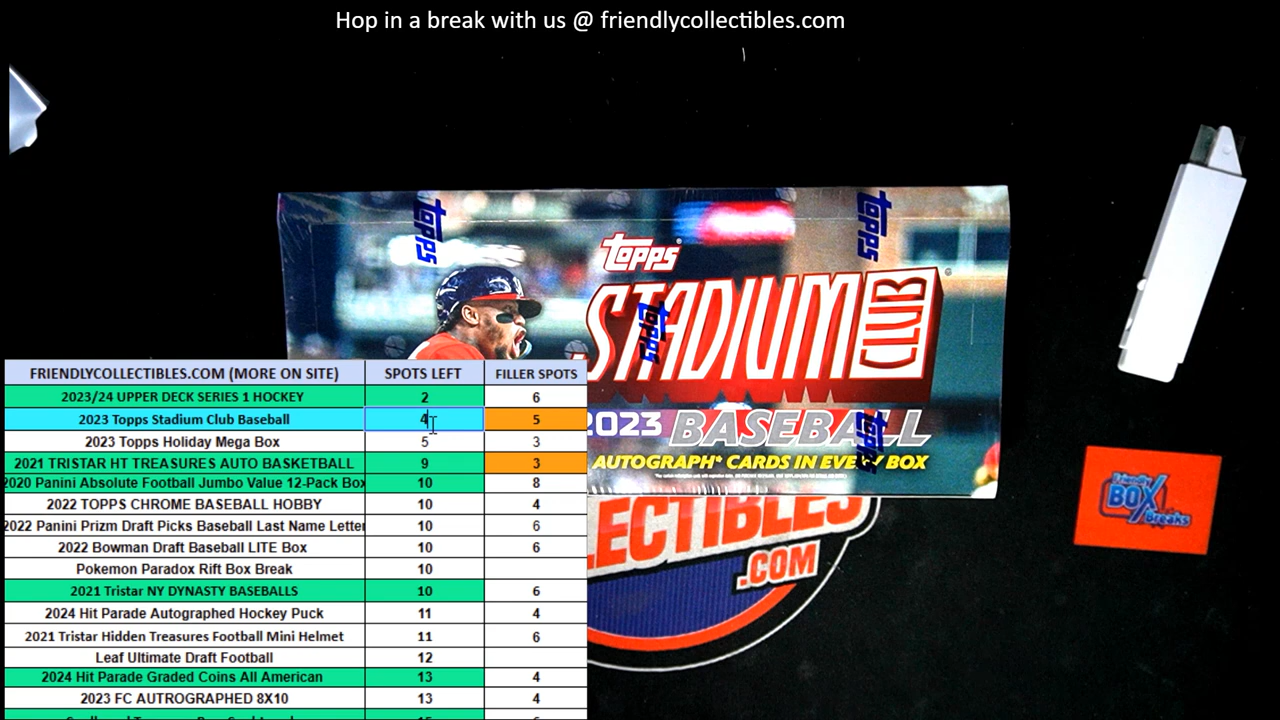 Hop in a break with us @ friendlycollectibles.com
topps
topps
topps
STADIUM CLUB
topps
2023 BASEBALL
topps
AUTOGRAPH* CARDS IN EVERY BOX
LECTIBLES
.COM
Friendly
BOX
Breaks
FRIENDLYCOLLECTIBLES.COM (MORE ON SITE) SPOTS LEFT FILLER SPOTS
2023/24 UPPER DECK SERIES 1 HOCKEY 2 6
2023 Topps Stadium Club Baseball 4 5
2023 Topps Holiday Mega Box 5 3
2021 TRISTAR HT TREASURES AUTO BASKETBALL 9 3
2020 Panini Absolute Football Jumbo Value 12-Pack Box 10 8
2022 TOPPS CHROME BASEBALL HOBBY 10 4
2022 Panini Prizm Draft Picks Baseball Last Name Letter 10 6
2022 Bowman Draft Baseball LITE Box 10 6
Pokemon Paradox Rift Box Break 10
2021 Tristar NY DYNASTY BASEBALLS 10 6
2024 Hit Parade Autographed Hockey Puck 11 4
2021 Tristar Hidden Treasures Football Mini Helmet 11 6
Leaf Ultimate Draft Football 12
2024 Hit Parade Graded Coins All American 13 4
2023 FC AUTROGRAPHED 8X10 13 4